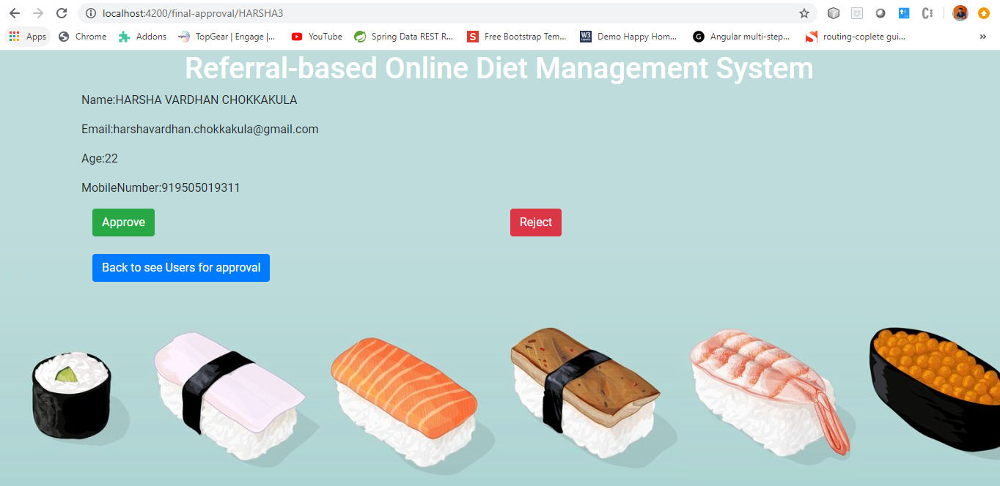 localhost:4200/final-approval/HARSHA3
Apps Chrome Addons TopGear | Engage |... YouTube Spring Data REST R... S Free Bootstrap Tem... W3 Demo Happy Hom... G Angular multi-step... routing-coplete gui... »
Referral-based Online Diet Management System
Name:HARSHA VARDHAN CHOKKAKULA
Email:harshavardhan.chokkakula@gmail.com
Age:22
MobileNumber:919505019311
Approve Reject
Back to see Users for approval